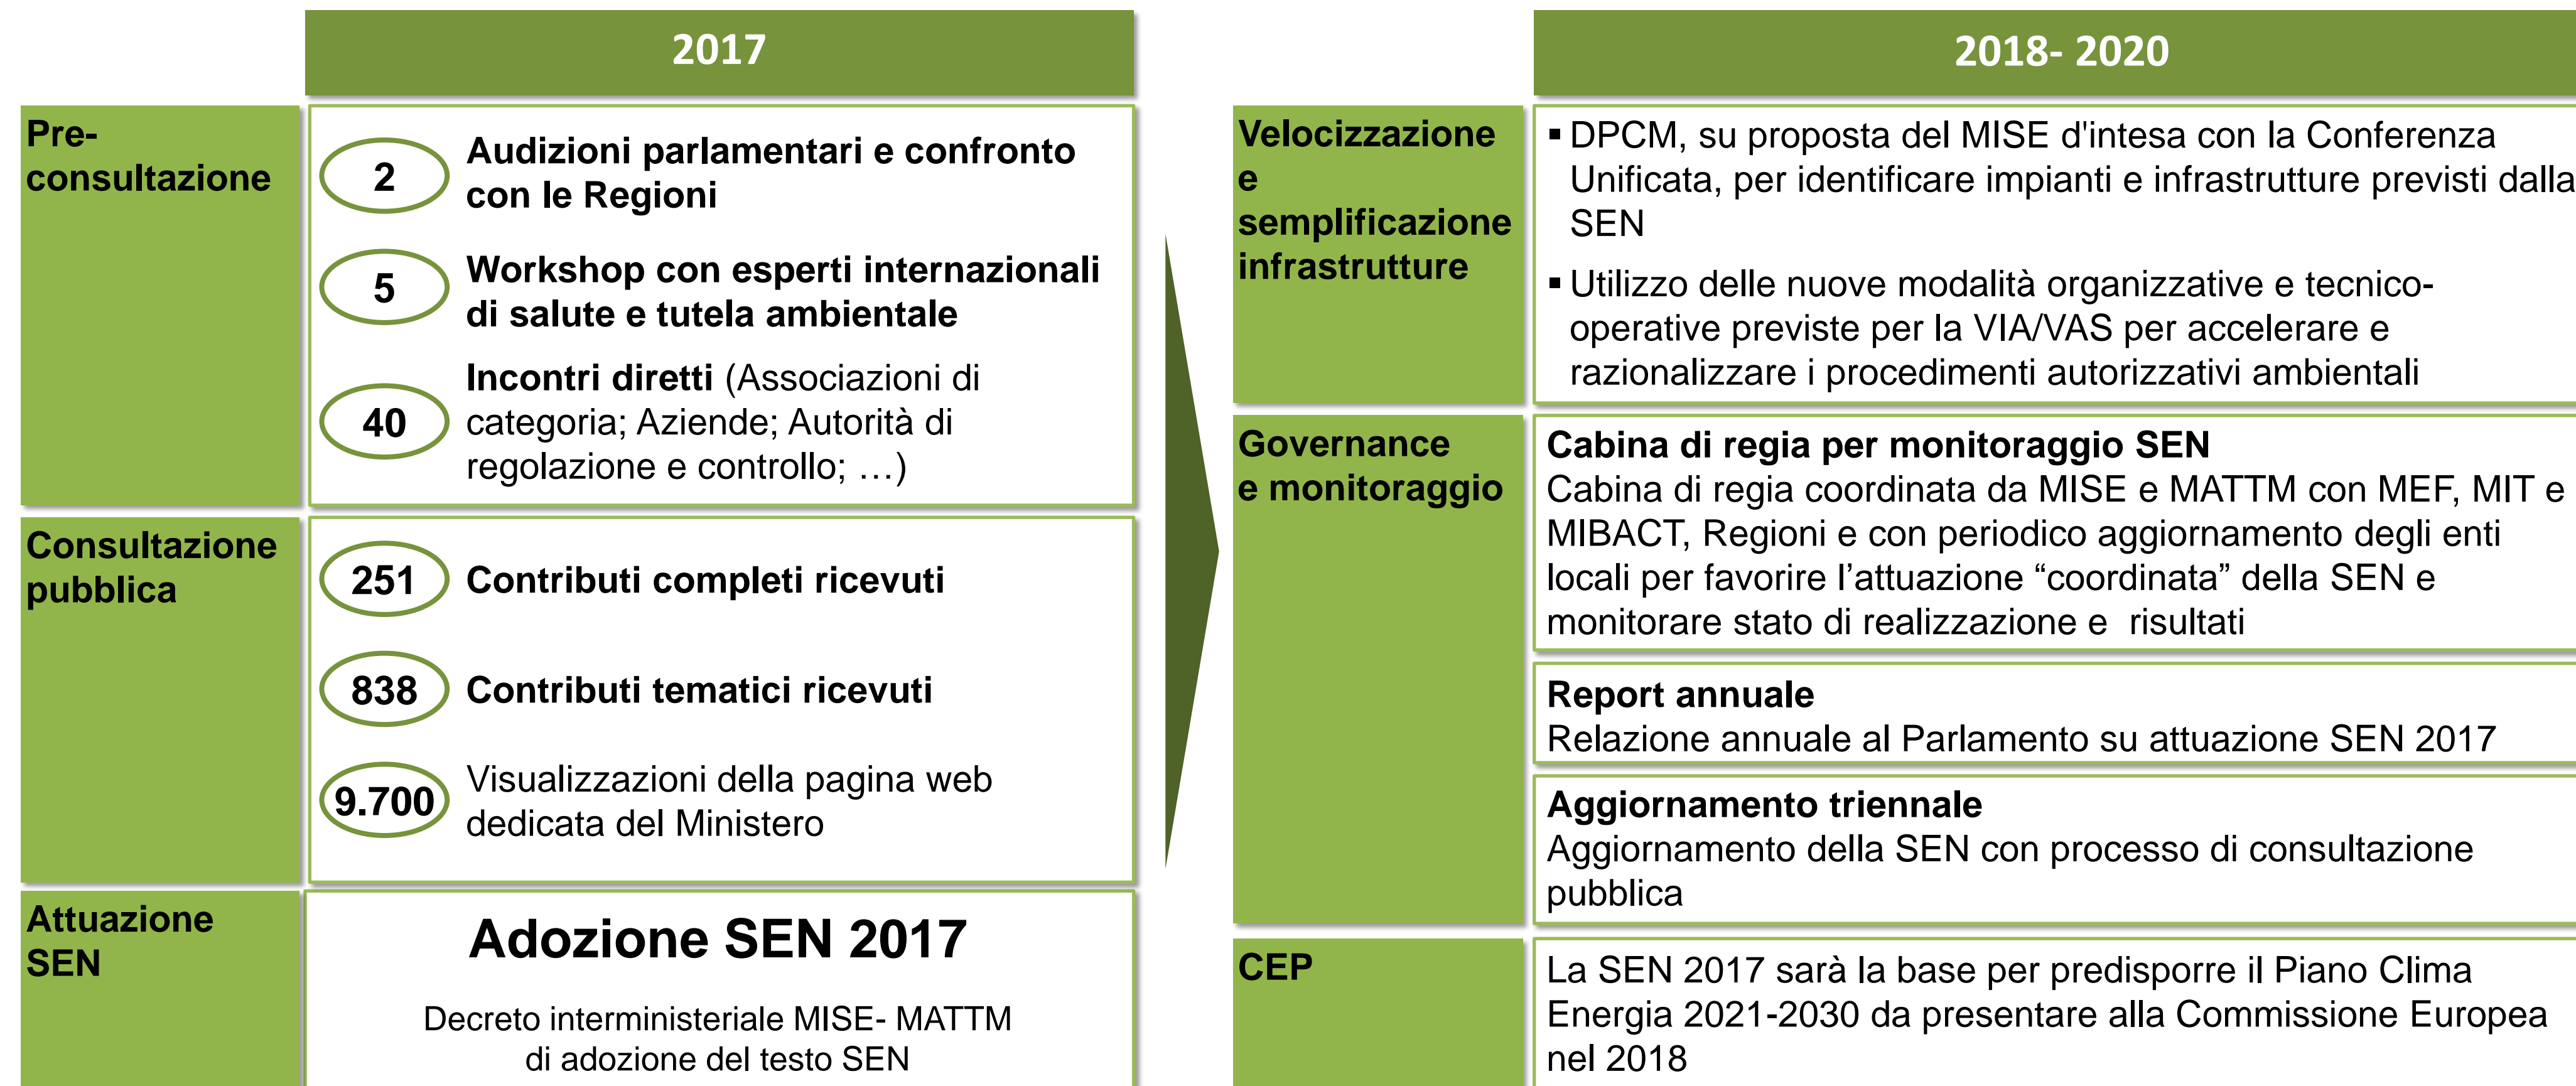 2017
Pre-
consultazione
2
Audizioni parlamentari e confronto
con le Regioni
5
Workshop con esperti internazionali
di salute e tutela ambientale
40
Incontri diretti (Associazioni di
categoria; Aziende; Autorità di
regolazione e controllo; …)
Consultazione
pubblica
251
Contributi completi ricevuti
838
Contributi tematici ricevuti
9.700
Visualizzazioni della pagina web
dedicata del Ministero
Attuazione
SEN
Adozione SEN 2017
Decreto interministeriale MISE- MATTM
di adozione del testo SEN
2018- 2020
Velocizzazione
e
semplificazione
infrastrutture
▪ DPCM, su proposta del MISE d'intesa con la Conferenza
Unificata, per identificare impianti e infrastrutture previsti dalla
SEN
▪ Utilizzo delle nuove modalità organizzative e tecnico-
operative previste per la VIA/VAS per accelerare e
razionalizzare i procedimenti autorizzativi ambientali
Governance
e monitoraggio
Cabina di regia per monitoraggio SEN
Cabina di regia coordinata da MISE e MATTM con MEF, MIT e
MIBACT, Regioni e con periodico aggiornamento degli enti
locali per favorire l’attuazione “coordinata” della SEN e
monitorare stato di realizzazione e risultati
Report annuale
Relazione annuale al Parlamento su attuazione SEN 2017
Aggiornamento triennale
Aggiornamento della SEN con processo di consultazione
pubblica
CEP
La SEN 2017 sarà la base per predisporre il Piano Clima
Energia 2021-2030 da presentare alla Commissione Europea
nel 2018